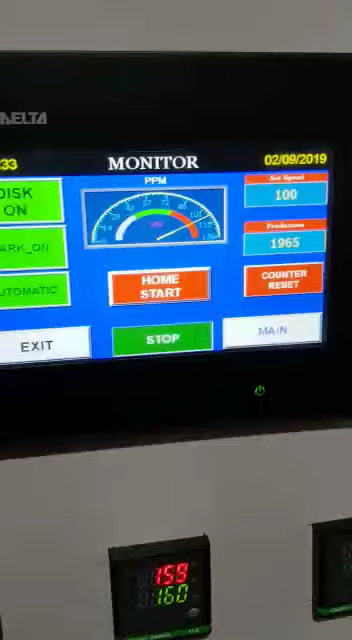 DELTA
:33
MONITOR
02/09/2019
DISK
ON
PPM
Set Speed
100
ARK_ON
Production
1965
AUTOMATIC
HOME
START
COUNTER
RESET
EXIT
STOP
MAIN
159
160